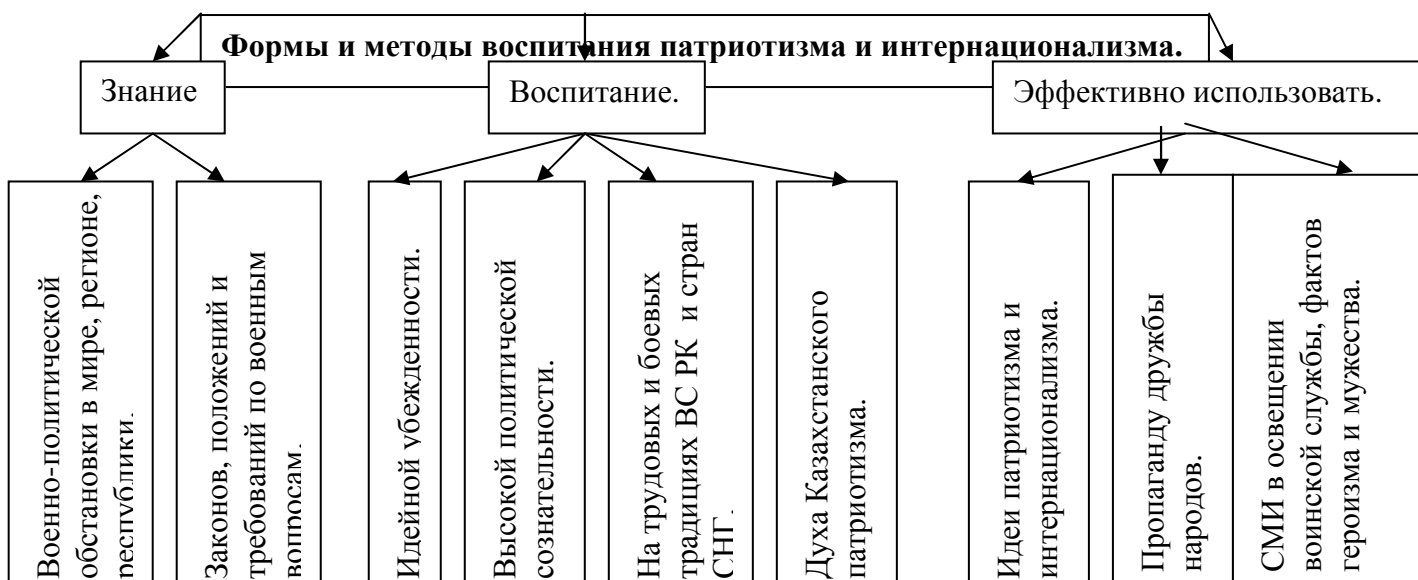 Формы и методы воспитания патриотизма и интернационализма.
Знание
Воспитание.
Эффективно использовать.
Военно-политической
обстановки в мире, регионе,
республики.
Законов, положений и
требований по военным
вопросам.
Идейной убежденности.
Высокой политической
сознательности.
На трудовых и боевых
традициях ВС РК и стран
СНГ.
Духа Казахстанского
патриотизма.
Идеи патриотизма и
интернационализма.
Пропаганду дружбы
народов.
СМИ в освещении
воинской службы, фактов
героизма и мужества.